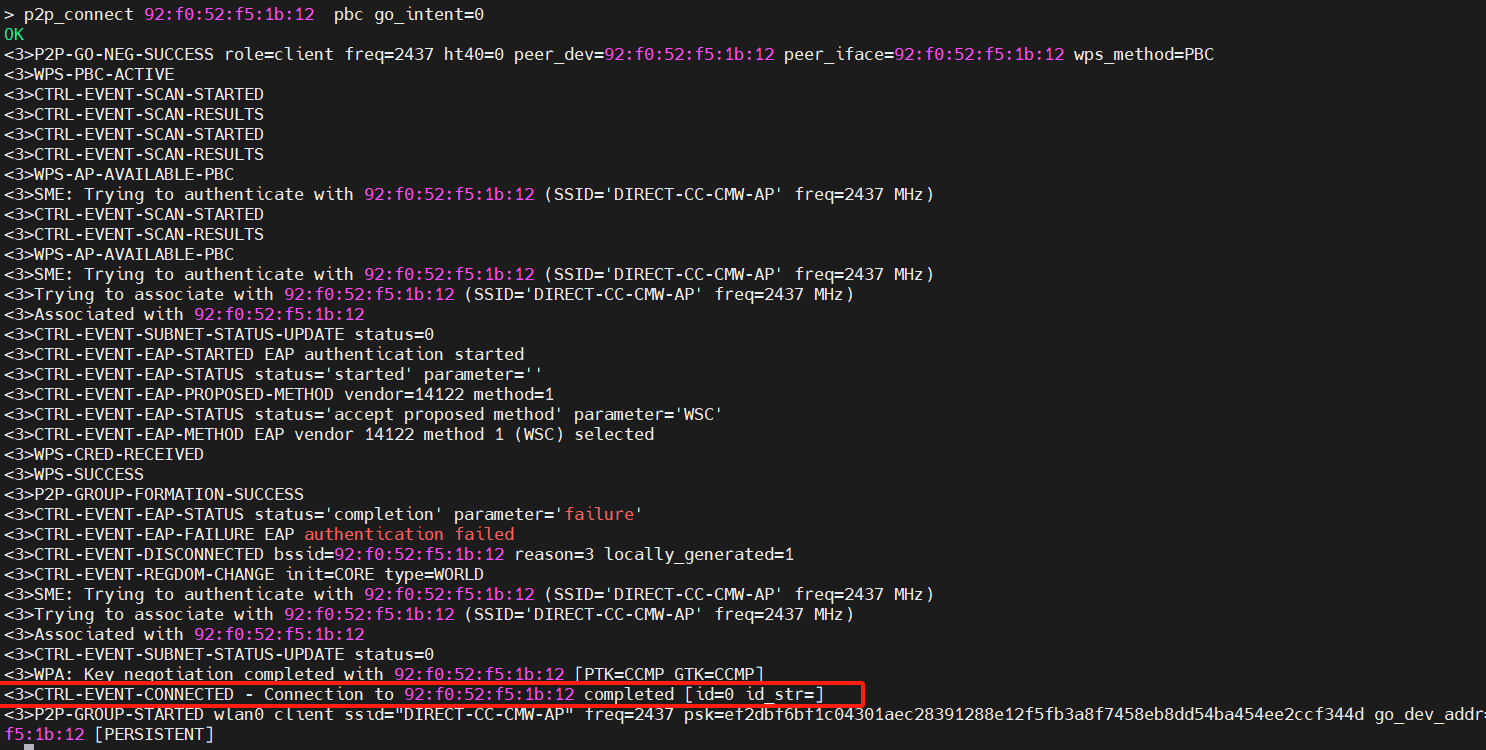 > p2p_connect 92:f0:52:f5:1b:12  pbc go_intent=0
OK
<3>P2P-GO-NEG-SUCCESS role=client freq=2437 ht40=0 peer_dev=92:f0:52:f5:1b:12 peer_iface=92:f0:52:f5:1b:12 wps_method=PBC
<3>WPS-PBC-ACTIVE
<3>CTRL-EVENT-SCAN-STARTED
<3>CTRL-EVENT-SCAN-RESULTS
<3>CTRL-EVENT-SCAN-STARTED
<3>CTRL-EVENT-SCAN-RESULTS
<3>WPS-AP-AVAILABLE-PBC
<3>SME: Trying to authenticate with 92:f0:52:f5:1b:12 (SSID='DIRECT-CC-CMW-AP' freq=2437 MHz)
<3>CTRL-EVENT-SCAN-STARTED
<3>CTRL-EVENT-SCAN-RESULTS
<3>WPS-AP-AVAILABLE-PBC
<3>SME: Trying to authenticate with 92:f0:52:f5:1b:12 (SSID='DIRECT-CC-CMW-AP' freq=2437 MHz)
<3>Trying to associate with 92:f0:52:f5:1b:12 (SSID='DIRECT-CC-CMW-AP' freq=2437 MHz)
<3>Associated with 92:f0:52:f5:1b:12
<3>CTRL-EVENT-SUBNET-STATUS-UPDATE status=0
<3>CTRL-EVENT-EAP-STARTED EAP authentication started
<3>CTRL-EVENT-EAP-STATUS status='started' parameter=''
<3>CTRL-EVENT-EAP-PROPOSED-METHOD vendor=14122 method=1
<3>CTRL-EVENT-EAP-STATUS status='accept proposed method' parameter='WSC'
<3>CTRL-EVENT-EAP-METHOD EAP vendor 14122 method 1 (WSC) selected
<3>WPS-CRED-RECEIVED
<3>WPS-SUCCESS
<3>P2P-GROUP-FORMATION-SUCCESS
<3>CTRL-EVENT-EAP-STATUS status='completion' parameter='failure'
<3>CTRL-EVENT-EAP-FAILURE EAP authentication failed
<3>CTRL-EVENT-DISCONNECTED bssid=92:f0:52:f5:1b:12 reason=3 locally_generated=1
<3>CTRL-EVENT-REGDOM-CHANGE init=CORE type=WORLD
<3>SME: Trying to authenticate with 92:f0:52:f5:1b:12 (SSID='DIRECT-CC-CMW-AP' freq=2437 MHz)
<3>Trying to associate with 92:f0:52:f5:1b:12 (SSID='DIRECT-CC-CMW-AP' freq=2437 MHz)
<3>Associated with 92:f0:52:f5:1b:12
<3>CTRL-EVENT-SUBNET-STATUS-UPDATE status=0
<3>WPA: Key negotiation completed with 92:f0:52:f5:1b:12 [PTK=CCMP GTK=CCMP]
<3>CTRL-EVENT-CONNECTED - Connection to 92:f0:52:f5:1b:12 completed [id=0 id_str=]
<3>P2P-GROUP-STARTED wlan0 client ssid="DIRECT-CC-CMW-AP" freq=2437 psk=ef2dbf6bf1c04301aec28391288e12f5fb3a8f7458eb8dd54ba454ee2ccf344d go_dev_addr=
f5:1b:12 [PERSISTENT]